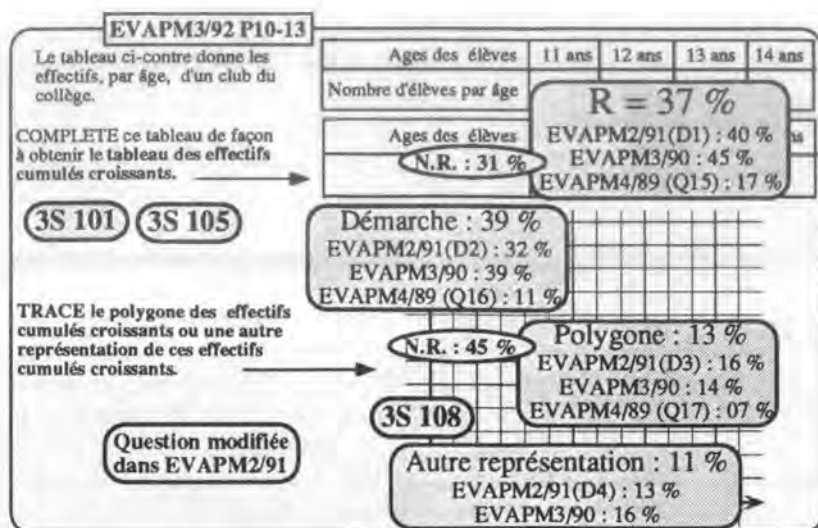 EVAPM3/92 P10-13
Le tableau ci-contre donne les
effectifs, par âge, d'un club du
collège.
Ages des élèves 11 ans 12 ans 13 ans 14 ans
Nombre d'élèves par âge
R = 37 %
EVAPM2/91(D1) : 40 %
EVAPM3/90 : 45 %
EVAPM4/89 (Q15) : 17 %
COMPLETE ce tableau de façon
à obtenir le tableau des effectifs
cumulés croissants.
Ages des élèves
N.R. : 31 %
3S 101 3S 105
Démarche : 39 %
EVAPM2/91(D2) : 32 %
EVAPM3/90 : 39 %
EVAPM4/89 (Q16) : 11 %
TRACE le polygone des effectifs
cumulés croissants ou une autre
représentation de ces effectifs
cumulés croissants.
N.R. : 45 %
Polygone : 13 %
EVAPM2/91(D3) : 16 %
EVAPM3/90 : 14 %
EVAPM4/89 (Q17) : 07 %
3S 108
Question modifiée
dans EVAPM2/91
Autre représentation : 11 %
EVAPM2/91(D4) : 13 %
EVAPM3/90 : 16 %